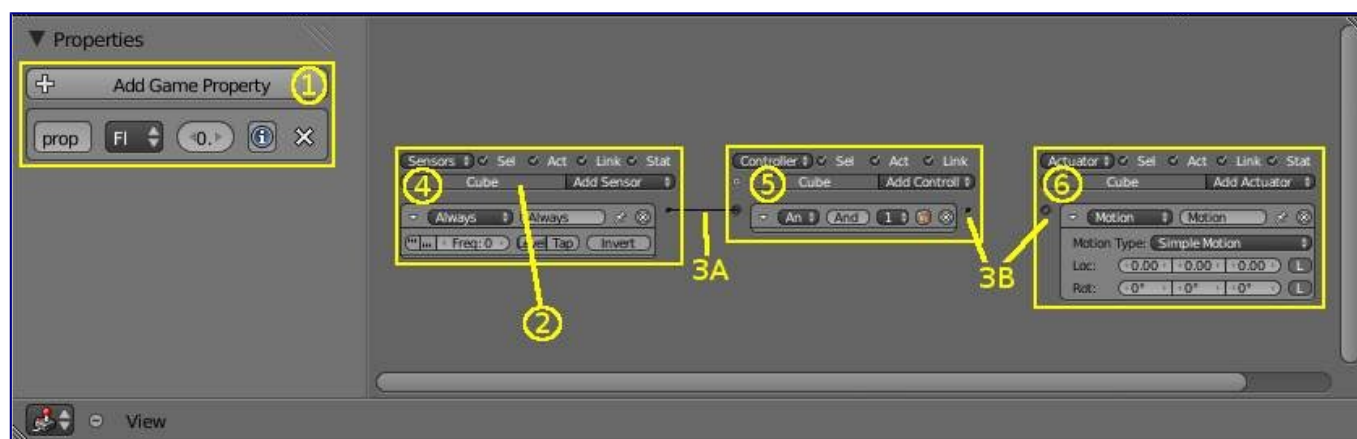 Properties
Add Game Property 1
prop Fl 0.
Sensors Sel Act Link Stat
4 Cube Add Sensor
Always Always
Freq: 0 Level Tap Invert
Controller Sel Act Link
5 Cube Add Controll
An And 1
Actuator Sel Act Link Stat
6 Cube Add Actuator
Motion Motion
Motion Type: Simple Motion
Loc: 0.00 0.00 0.00 L
Rot: 0° 0° 0° L
3A
3B
2
View